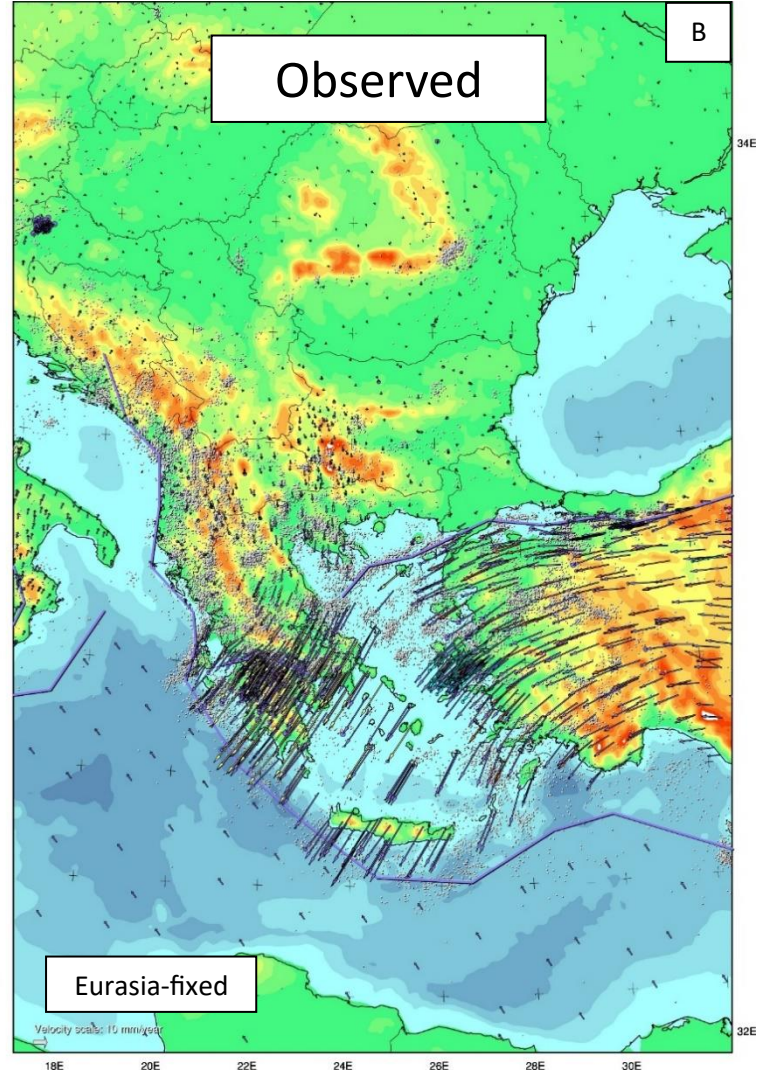 B
Observed
34E
Eurasia-fixed
Velocity scale: 10 mm/year
32E
18E 20E 22E 24E 26E 28E 30E